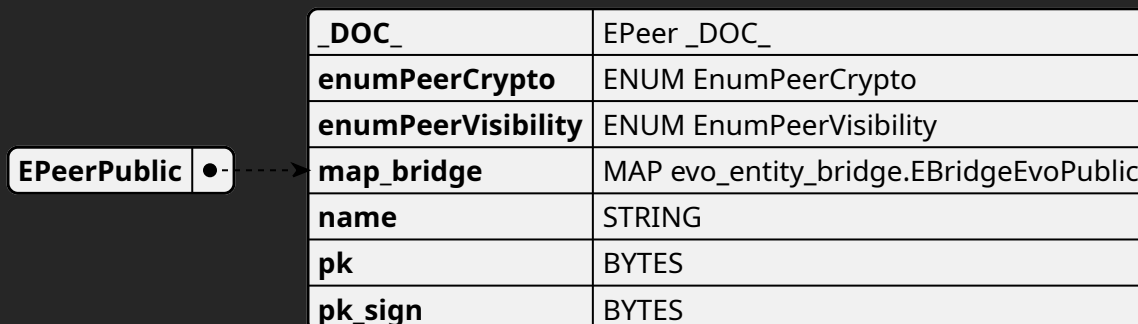 _DOC_ EPeer _DOC_
enumPeerCrypto ENUM EnumPeerCrypto
enumPeerVisibility ENUM EnumPeerVisibility
EPeerPublic map_bridge MAP evo_entity_bridge.EBridgeEvoPublic
name STRING
pk BYTES
pk_sign BYTES